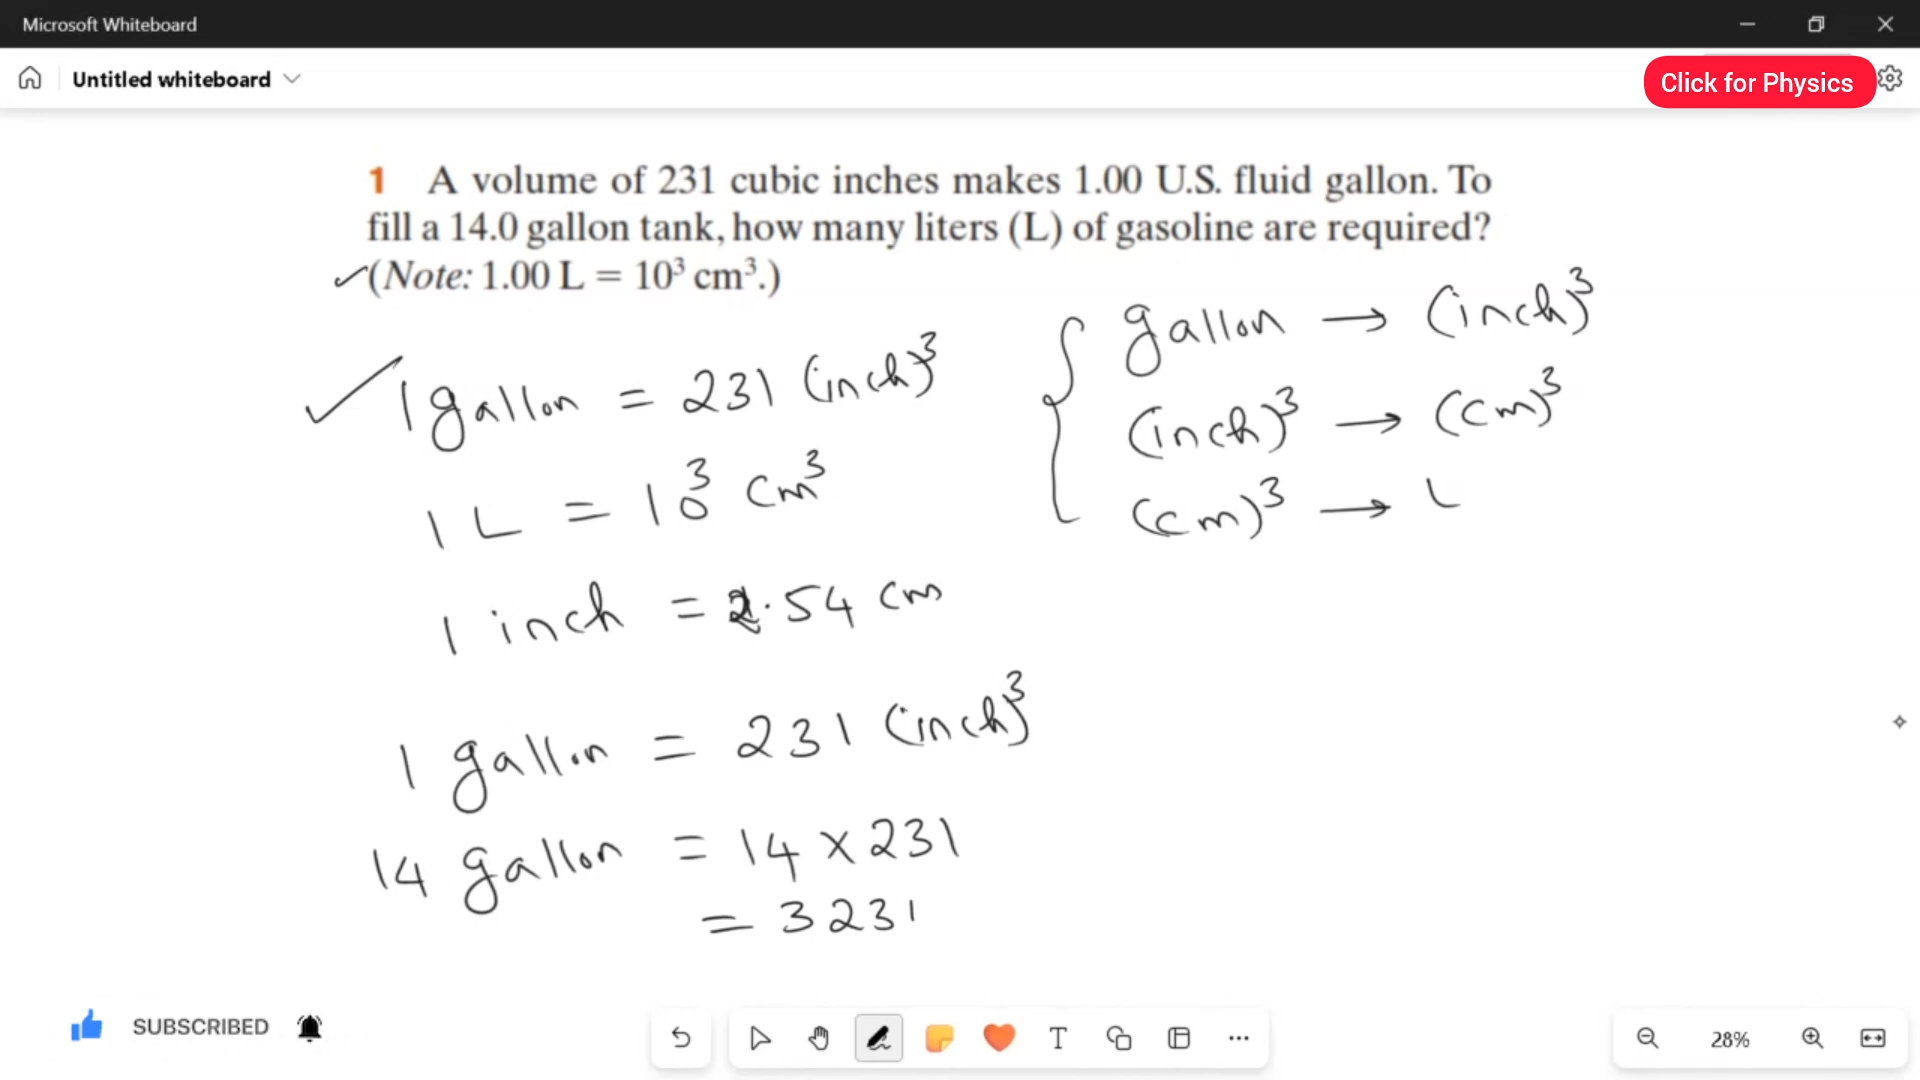 Microsoft Whiteboard
Untitled whiteboard
Click for Physics
1 A volume of 231 cubic inches makes 1.00 U.S. fluid gallon. To
fill a 14.0 gallon tank, how many liters (L) of gasoline are required?
(Note: 1.00 L = 10³ cm³.)
1 gallon = 231 (inch)³
1 L = 10³ cm³
1 inch = 2.54 cm
1 gallon = 231 (inch)³
14 gallon = 14 × 231
= 3231
gallon → (inch)³
(inch)³ → (cm)³
(cm)³ → L
SUBSCRIBED
T
28%